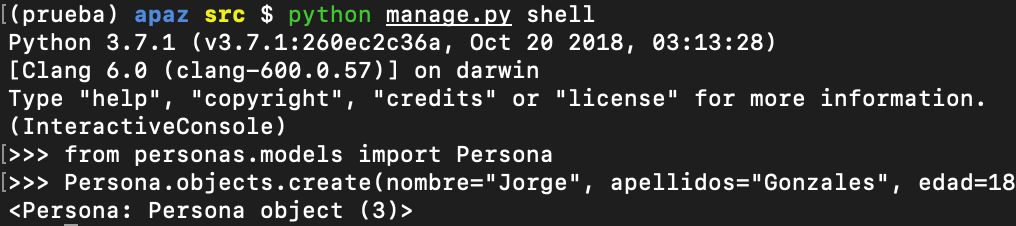 [(prueba) apaz src $ python manage.py shell
Python 3.7.1 (v3.7.1:260ec2c36a, Oct 20 2018, 03:13:28)
[Clang 6.0 (clang-600.0.57)] on darwin
Type "help", "copyright", "credits" or "license" for more information.
(InteractiveConsole)
[>>> from personas.models import Persona
[>>> Persona.objects.create(nombre="Jorge", apellidos="Gonzales", edad=18
<Persona: Persona object (3)>